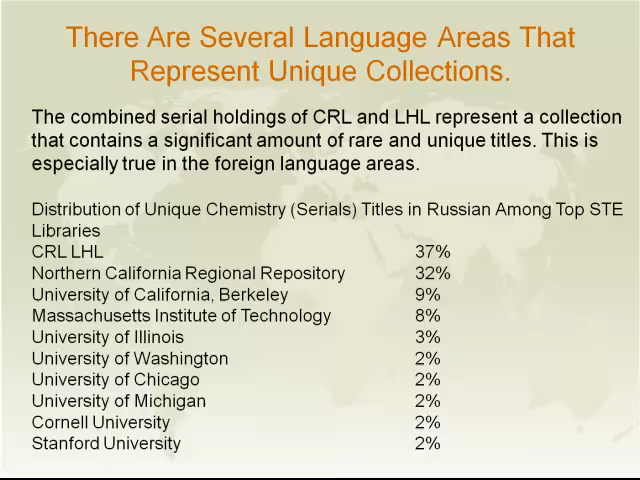 There Are Several Language Areas That
Represent Unique Collections.
The combined serial holdings of CRL and LHL represent a collection
that contains a significant amount of rare and unique titles. This is
especially true in the foreign language areas.
Distribution of Unique Chemistry (Serials) Titles in Russian Among Top STE
Libraries
CRL LHL 37%
Northern California Regional Repository 32%
University of California, Berkeley 9%
Massachusetts Institute of Technology 8%
University of Illinois 3%
University of Washington 2%
University of Chicago 2%
University of Michigan 2%
Cornell University 2%
Stanford University 2%